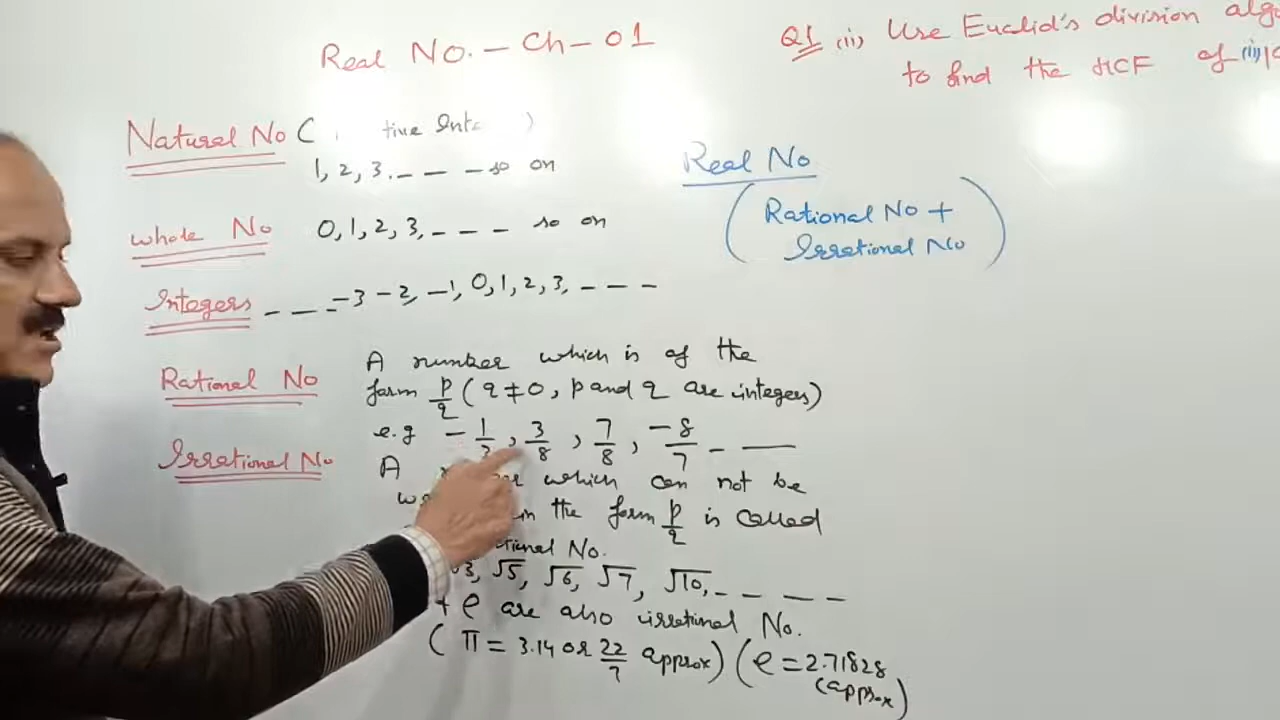 Real No. - Ch - 01
Q1 (ii) Use Euclid's division
to find the HCF of (ii)
Natural No (
1, 2, 3. _ _ _ so on
Whole No 0, 1, 2, 3, _ _ _ so on
Integers _ _ _ -3 -2, -1, 0, 1, 2, 3, _ _ _
Real No
(Rational No +
Irrational No)
Rational No A number which is of the
form p/q (q ≠ 0, p and q are integers)
e.g -1/, 3/8, 7/8, -8/7 _ __
Irrational No A which can not be
in the form p/q is called
No.
√5, √6, √7, √10, _ _ _ _
e are also irrational No.
(π = 3.14 or 22/7 approx) (e = 2.71828
(approx)